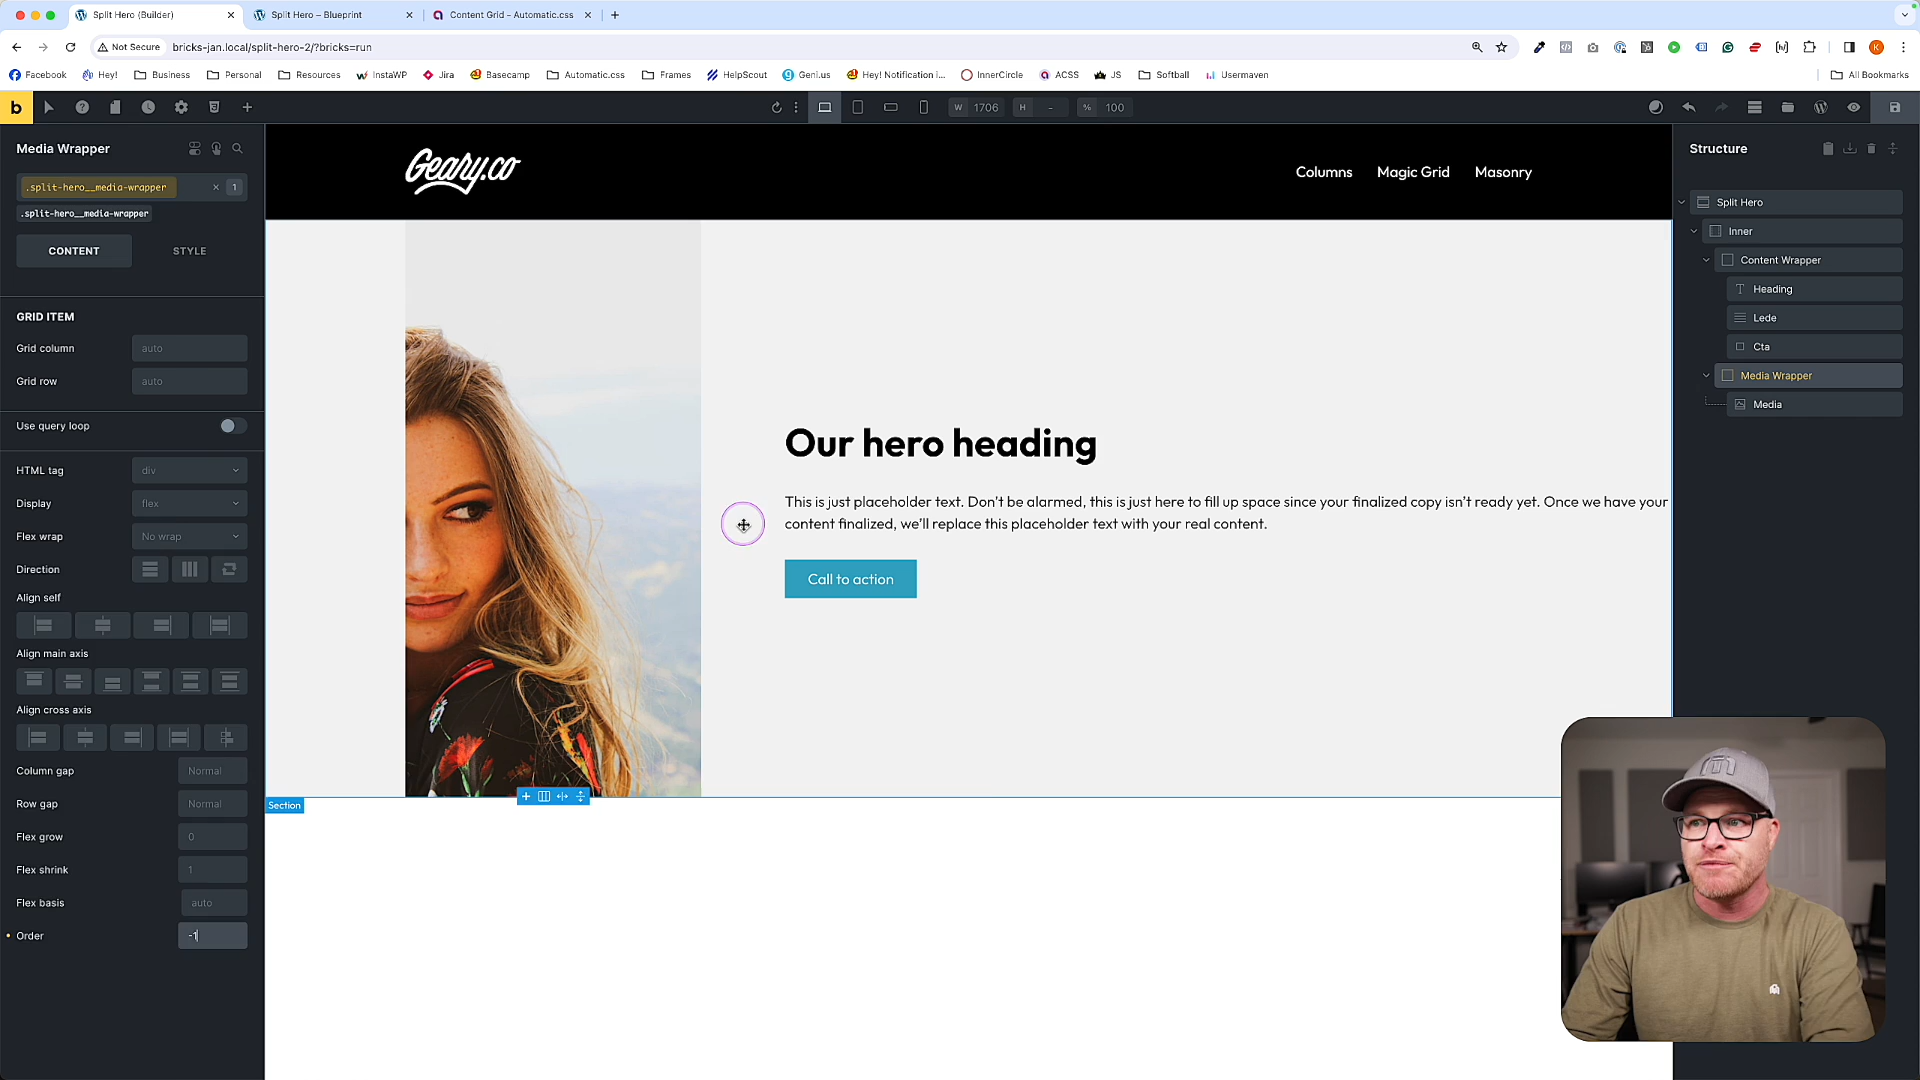 Split Hero (Builder)
Split Hero – Blueprint
Content Grid - Automatic.css
Not Secure
bricks-jan.local/split-hero-2/?bricks=run
Facebook
Hey!
Business
Personal
Resources
InstaWP
Jira
Basecamp
Automatic.css
Frames
HelpScout
Geni.us
Hey! Notification i...
InnerCircle
ACSS
JS
Softball
Usermaven
All Bookmarks
b
W 1706
H -
% 100
Media Wrapper
.split-hero__media-wrapper
1
.split-hero__media-wrapper
CONTENT
STYLE
GRID ITEM
Grid column
auto
Grid row
auto
Use query loop
HTML tag
div
Display
flex
Flex wrap
No wrap
Direction
Align self
Align main axis
Align cross axis
Column gap
Normal
Row gap
Normal
Flex grow
0
Flex shrink
1
Flex basis
auto
Order
-1
Geary.co
Columns
Magic Grid
Masonry
Our hero heading
This is just placeholder text. Don't be alarmed, this is just here to fill up space since your finalized copy isn't ready yet. Once we have your
content finalized, we'll replace this placeholder text with your real content.
Call to action
Section
Structure
Split Hero
Inner
Content Wrapper
Heading
Lede
Cta
Media Wrapper
Media